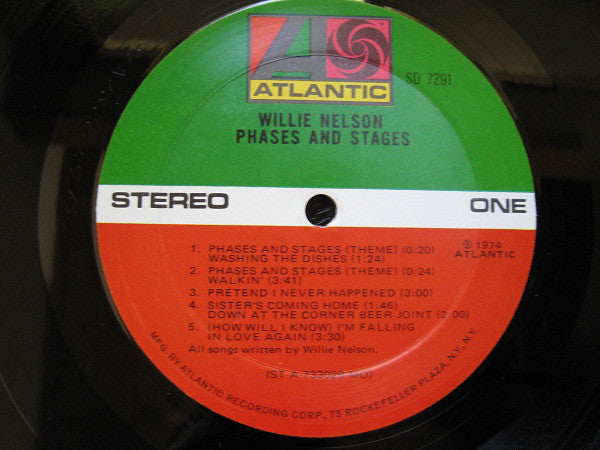 ATLANTIC
SD 7291
WILLIE NELSON
PHASES AND STAGES
STEREO
ONE
1. PHASES AND STAGES (THEME) (0:20)
WASHING THE DISHES (1:24)
2. PHASES AND STAGES (THEME) (0:24)
WALKIN' (3:41)
3. PRETEND I NEVER HAPPENED (3:00)
4. SISTER'S COMING HOME (1:46)
DOWN AT THE CORNER BEER JOINT (2:00)
5. (HOW WILL I KNOW) I'M FALLING
IN LOVE AGAIN (3:30)
All songs written by Willie Nelson.
℗ 1974
ATLANTIC
MFG. BY ATLANTIC RECORDING CORP., 75 ROCKEFELLER PLAZA, N.Y., N.Y.